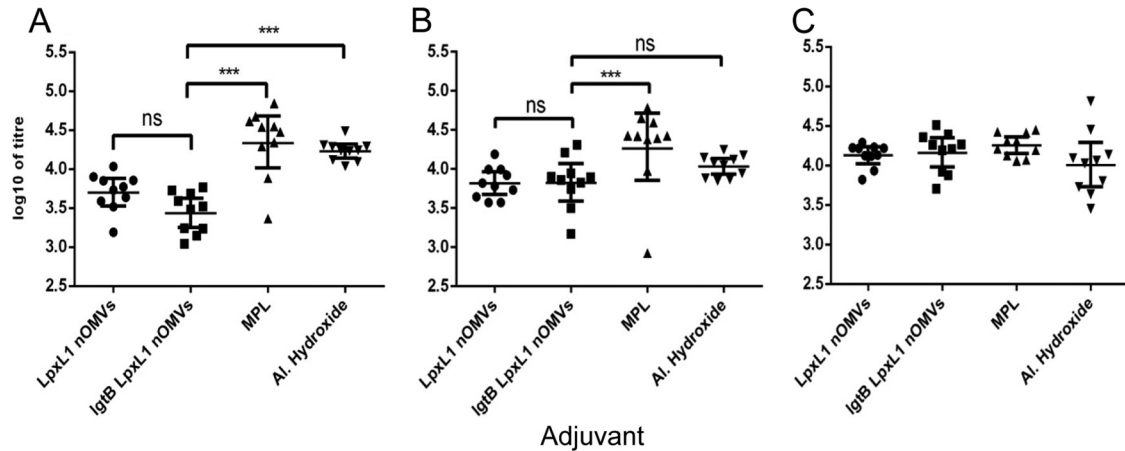 A
B
C
log10 of titre
5.5
5.0
4.5
4.0
3.5
3.0
2.5
ns
***
***
LpxL1 nOMVs
lgtB LpxL1 nOMVs
MPL
Al. Hydroxide
5.5
5.0
4.5
4.0
3.5
3.0
2.5
ns
***
ns
LpxL1 nOMVs
lgtB LpxL1 nOMVs
MPL
Al. Hydroxide
5.5
5.0
4.5
4.0
3.5
3.0
2.5
LpxL1 nOMVs
lgtB LpxL1 nOMVs
MPL
Al. Hydroxide
Adjuvant